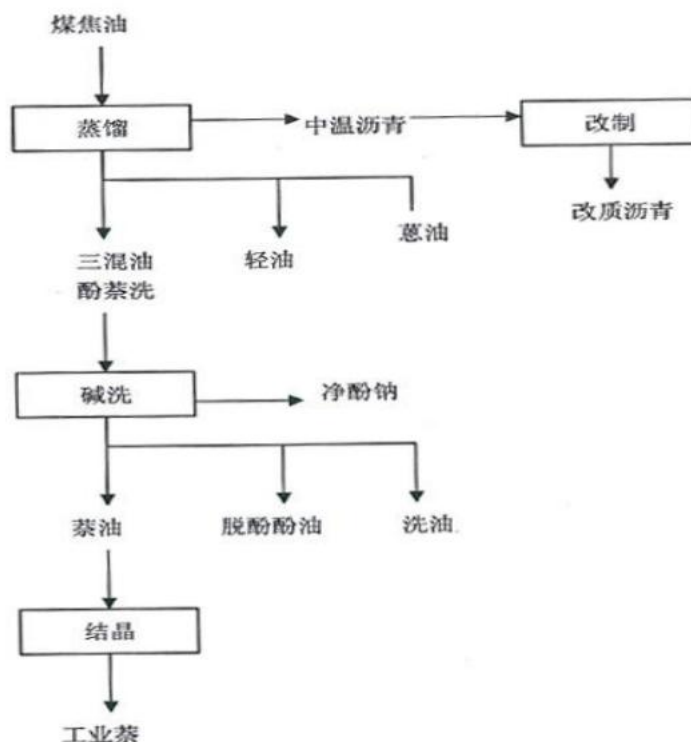 煤焦油
蒸馏
中温沥青
改制
改质沥青
三混油
酚萘洗
轻油
蒽油
碱洗
净酚钠
萘油
脱酚酚油
洗油
结晶
工业萘